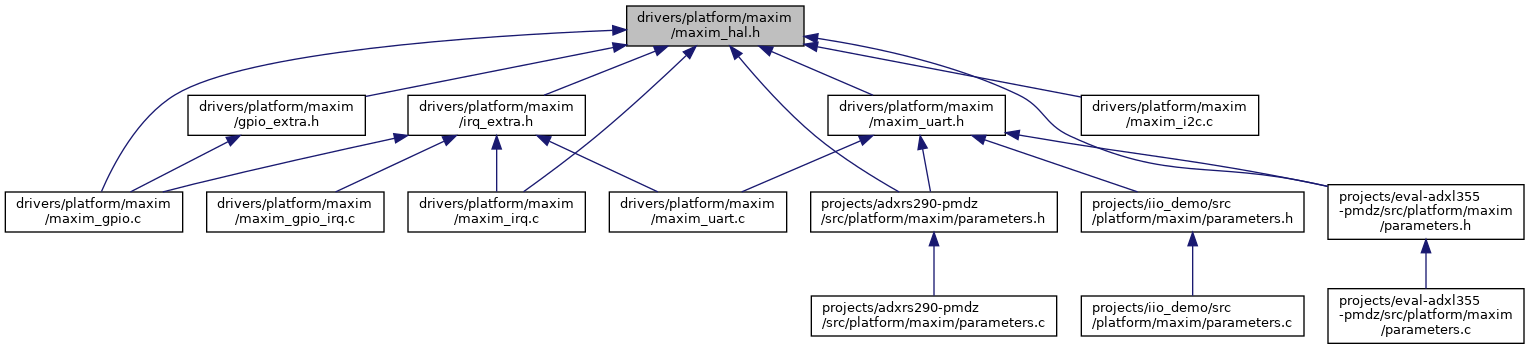 drivers/platform/maxim
/maxim_hal.h
drivers/platform/maxim
/gpio_extra.h
drivers/platform/maxim
/irq_extra.h
drivers/platform/maxim
/maxim_uart.h
drivers/platform/maxim
/maxim_i2c.c
drivers/platform/maxim
/maxim_gpio.c
drivers/platform/maxim
/maxim_gpio_irq.c
drivers/platform/maxim
/maxim_irq.c
drivers/platform/maxim
/maxim_uart.c
projects/adxrs290-pmdz
/src/platform/maxim/parameters.h
projects/iio_demo/src
/platform/maxim/parameters.h
projects/eval-adxl355
-pmdz/src/platform/maxim
/parameters.h
projects/adxrs290-pmdz
/src/platform/maxim/parameters.c
projects/iio_demo/src
/platform/maxim/parameters.c
projects/eval-adxl355
-pmdz/src/platform/maxim
/parameters.c